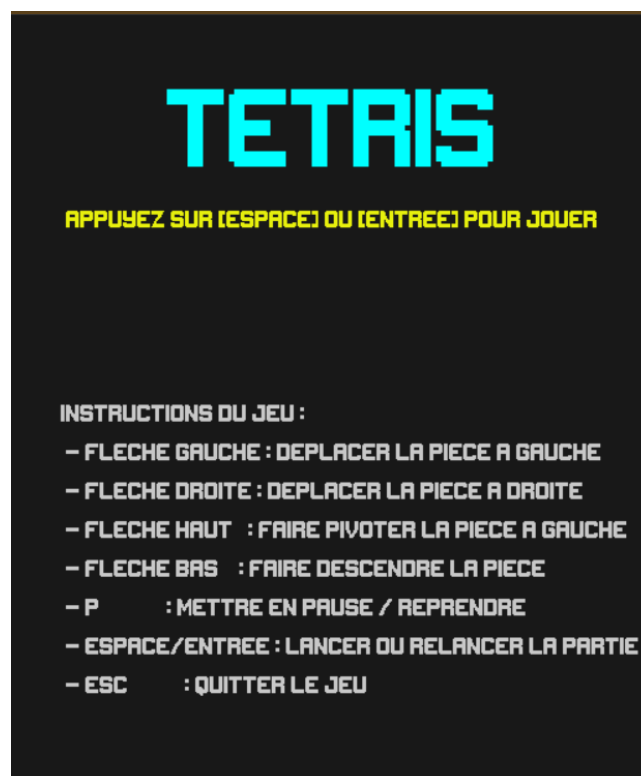 TETRIS
APPUYEZ SUR [ESPACE] OU [ENTREE] POUR JOUER
INSTRUCTIONS DU JEU :
- FLECHE GAUCHE : DEPLACER LA PIECE A GAUCHE
- FLECHE DROITE : DEPLACER LA PIECE A DROITE
- FLECHE HAUT : FAIRE PIVOTER LA PIECE A GAUCHE
- FLECHE BAS : FAIRE DESCENDRE LA PIECE
- P : METTRE EN PAUSE / REPRENDRE
- ESPACE/ENTREE : LANCER OU RELANCER LA PARTIE
- ESC : QUITTER LE JEU